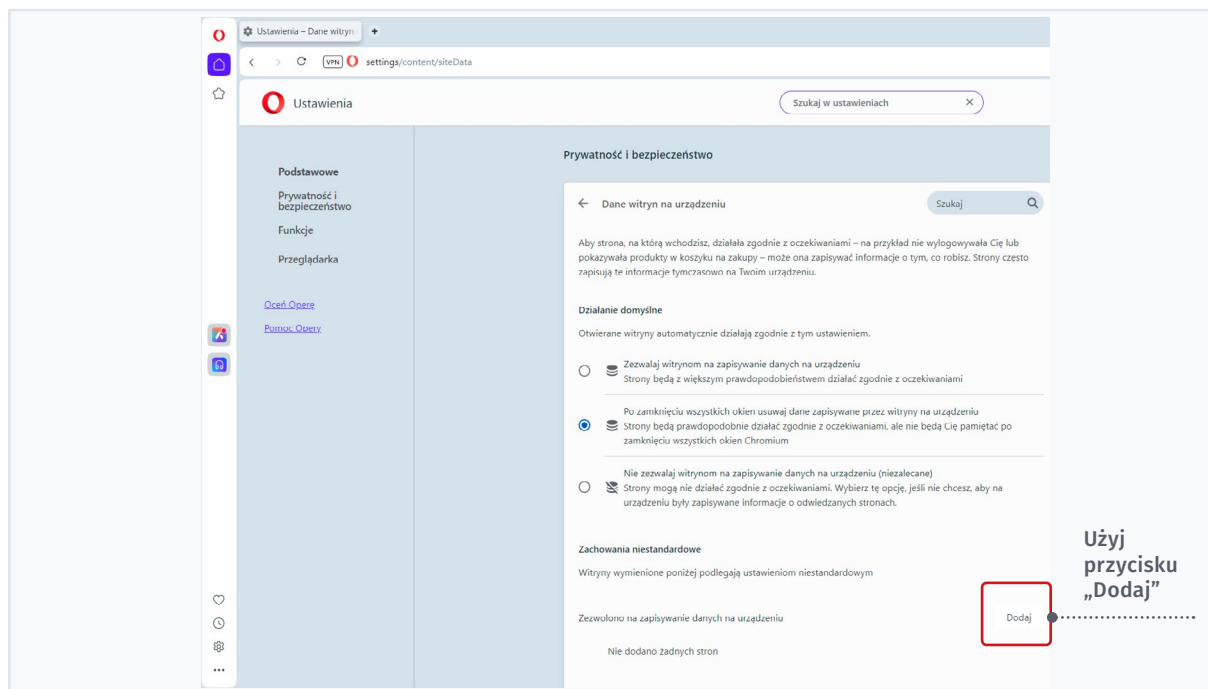 Ustawienia – Dane witryn
VPN
settings/content/siteData
Ustawienia
Szukaj w ustawieniach
Prywatność i bezpieczeństwo
Podstawowe
Prywatność i
bezpieczeństwo
Funkcje
Przeglądarka
Oceń Operę
Pomoc Opery
Dane witryn na urządzeniu
Szukaj
Aby strona, na którą wchodzisz, działała zgodnie z oczekiwaniami – na przykład nie wylogowywała Cię lub
pokazywała produkty w koszyku na zakupy – może ona zapisywać informacje o tym, co robisz. Strony często
zapisują te informacje tymczasowo na Twoim urządzeniu.
Działanie domyślne
Otwierane witryny automatycznie działają zgodnie z tym ustawieniem.
Zezwalaj witrynom na zapisywanie danych na urządzeniu
Strony będą z większym prawdopodobieństwem działać zgodnie z oczekiwaniami
Po zamknięciu wszystkich okien usuwaj dane zapisywane przez witryny na urządzeniu
Strony będą prawdopodobnie działać zgodnie z oczekiwaniami, ale nie będą Cię pamiętać po
zamknięciu wszystkich okien Chromium
Nie zezwalaj witrynom na zapisywanie danych na urządzeniu (niezalecane)
Strony mogą nie działać zgodnie z oczekiwaniami. Wybierz tę opcję, jeśli nie chcesz, aby na
urządzeniu były zapisywane informacje o odwiedzanych stronach.
Zachowania niestandardowe
Witryny wymienione poniżej podlegają ustawieniom niestandardowym
Zezwolono na zapisywanie danych na urządzeniu
Dodaj
Nie dodano żadnych stron
Użyj
przycisku
„Dodaj”